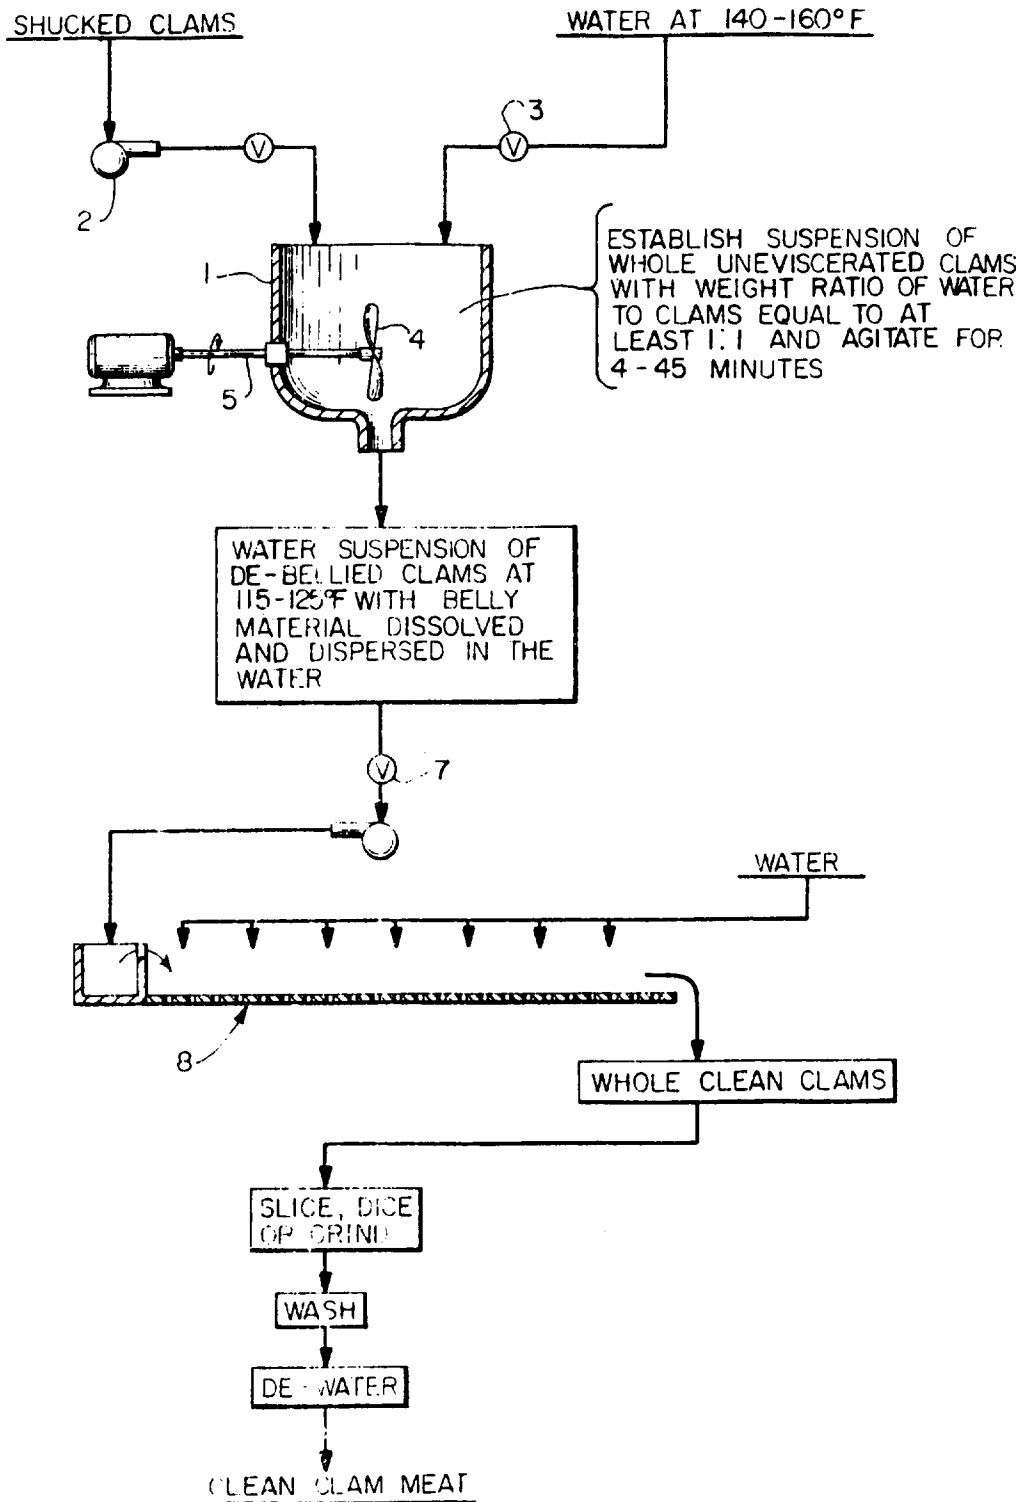 SHUCKED CLAMS
WATER AT 140-160°F
3
V
V
2
ESTABLISH SUSPENSION OF
WHOLE UNEVISCERATED CLAMS
WITH WEIGHT RATIO OF WATER
TO CLAMS EQUAL TO AT
LEAST 1:1 AND AGITATE FOR
4-45 MINUTES
1
4
5
WATER SUSPENSION OF
DE-BELLIED CLAMS AT
115-125°F WITH BELLY
MATERIAL DISSOLVED
AND DISPERSED IN THE
WATER
V
7
WATER
8
WHOLE CLEAN CLAMS
SLICE, DICE
OR GRIND
WASH
DE-WATER
CLEAN CLAM MEAT